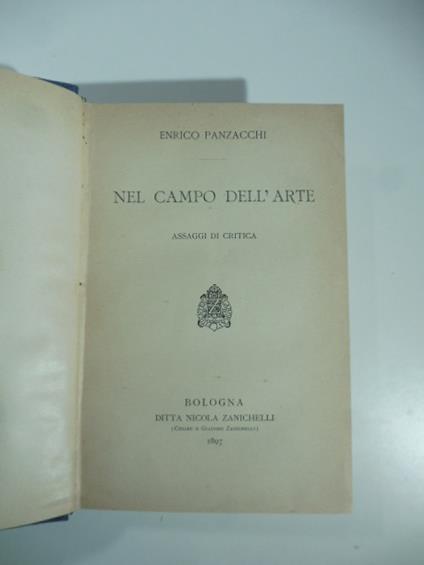 ENRICO PANZACCHI
NEL CAMPO DELL'ARTE
ASSAGGI DI CRITICA
BOLOGNA
DITTA NICOLA ZANICHELLI
(CESARE E GIACOMO ZANICHELLI)
1897